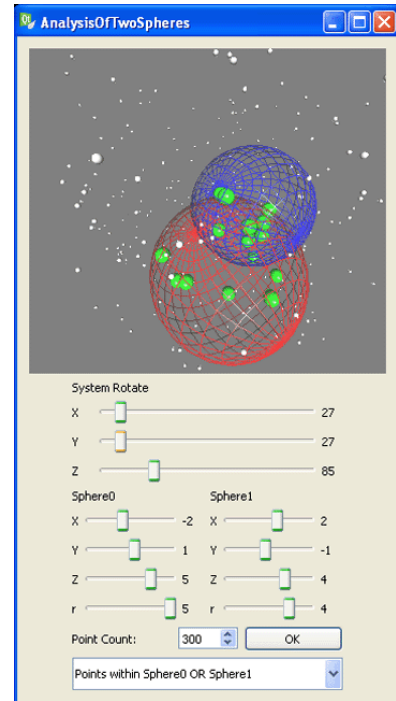 AnalysisOfTwoSpheres
System Rotate
X 27
Y 27
Z 85
Sphere0 Sphere1
X -2 X 2
Y 1 Y -1
Z 5 Z 4
r 5 r 4
Point Count: 300 OK
Points within Sphere0 OR Sphere1